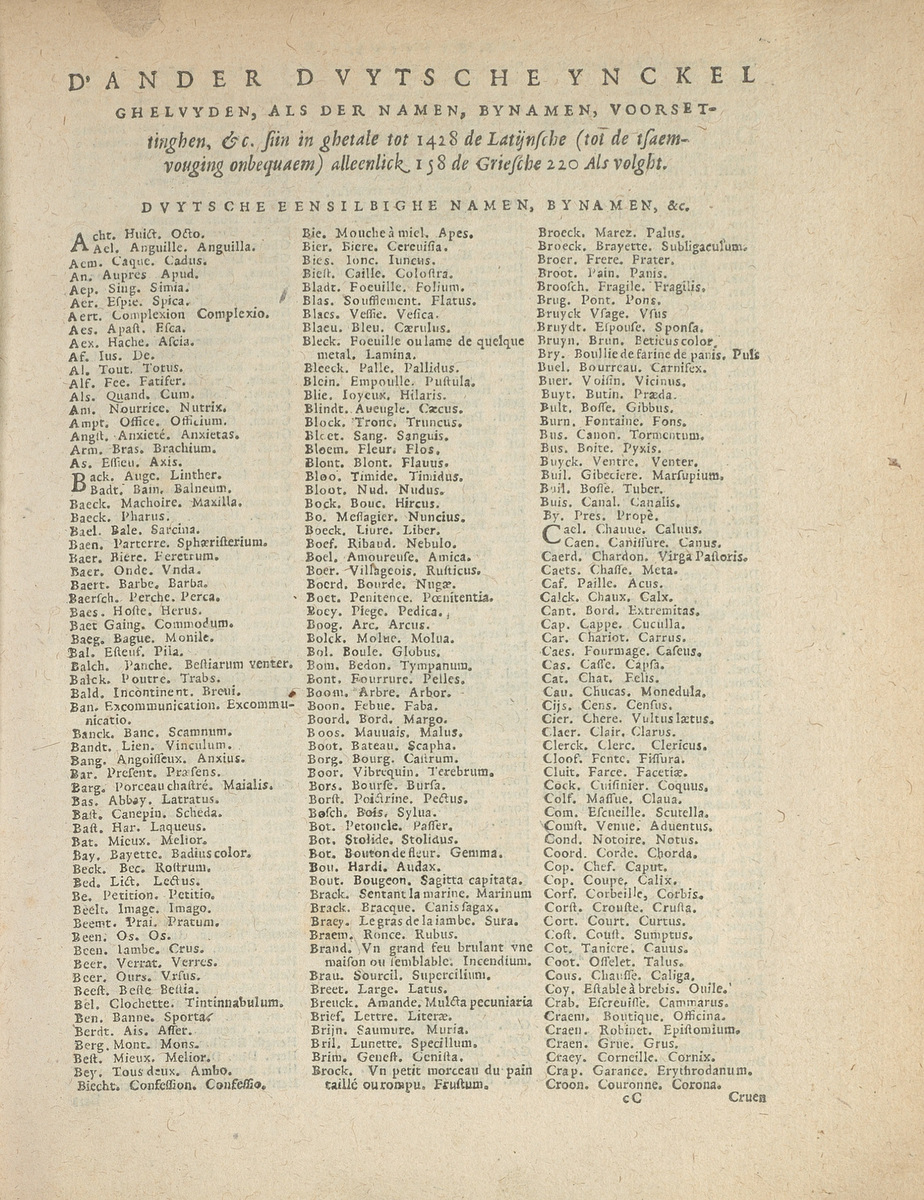 D' ANDER DVYTSCHE YNCKEL
GHELVYDEN, ALS DER NAMEN, BYNAMEN, VOORSET-
tinghen, &c. ſiin in ghetale tot 1428 de Latijnſche (tot de tſaem-
vouging onbequaem) alleenlick 158 de Grieſche 220 Als volght.
DVYTSCHE EENSILBIGHE NAMEN, BYNAMEN, &c.
Acht. Huict. Octo.
Ael. Anguille. Anguilla.
Aem. Caque. Cadus.
An. Aupres Apud.
Aep. Sing. Simia.
Aer. Eſpie. Spica.
Aert. Complexion Complexio.
Aes. Apaſt. Eſca.
Aex. Hache. Aſcia.
Af. Ius. De.
Al. Tout. Totus.
Alf. Fee. Fatifer.
Als. Quand. Cum.
Am. Nourrice. Nutrix.
Ampt. Office. Officium.
Angſt. Anxieté. Anxietas.
Arm. Bras. Brachium.
As. Eſſieu. Axis.
Back. Auge. Linther.
Badt. Bain. Balneum.
Baeck. Machoire. Maxilla.
Baeck. Pharus.
Bael. Bale. Sarcina.
Baen. Parterre. Sphæriſterium.
Baer. Biere. Feretrum.
Baer. Onde. Vnda.
Baert. Barbe. Barba.
Baerſch. Perche. Perca.
Baes. Hoſte. Herus.
Baet Gaing. Commodum.
Baeg. Bague. Monile.
Bal. Eſteuf. Pila.
Balch. Panche. Beſtiarum venter.
Balck. Poutre. Trabs.
Bald. Incontinent. Breui.
Ban. Excommunication. Excommu-
nicatio.
Banck. Banc. Scamnum.
Bandt. Lien. Vinculum.
Bang. Angoiſſeux. Anxius.
Bar. Preſent. Præſens.
Barg. Porceau chaſtré. Maialis.
Bas. Abbay. Latratus.
Baſt. Canepin. Scheda.
Baſt. Har. Laqueus.
Bat. Mieux. Melior.
Bay. Bayette. Badius color.
Beck. Bec. Roſtrum.
Bed. Lict. Lectus.
Be. Petition. Petitio.
Beelt. Image. Imago.
Beemt. Prai. Pratum.
Been. Os. Os.
Been. Iambe. Crus.
Beer. Verrat. Verres.
Beer. Ours. Vrſus.
Beeſt. Beſte Beſtia.
Bel. Clochette. Tintinnabulum.
Ben. Banne. Sporta.
Berdt. Ais. Aſſer.
Berg. Mont. Mons.
Beſt. Mieux. Melior.
Bey. Tous deux. Ambo.
Biecht. Confeſſion. Confeſſio.
Bie. Mouche à miel. Apes.
Bier. Biere. Cereuiſia.
Bies. Ionc. Iuncus.
Bieſt. Caille. Coloſtra.
Bladt. Foeuille. Folium.
Blas. Soufflement. Flatus.
Blaes. Veſſie. Veſica.
Blaeu. Bleu. Cærulus.
Bleck. Foeuille ou lame de quelque
metal. Lamina.
Bleeck. Palle. Pallidus.
Blein. Empoulle. Puſtula.
Blie. Ioyeux. Hilaris.
Blindt. Aueugle. Cæcus.
Block. Tronc. Truncus.
Bloet. Sang. Sanguis.
Bloem. Fleur. Flos.
Blont. Blont. Flauus.
Bloo. Timide. Timidus.
Bloot. Nud. Nudus.
Bock. Bouc. Hircus.
Bo. Meſſagier. Nuncius.
Boeck. Liure. Liber.
Boef. Ribaud. Nebulo.
Boel. Amoureuſe. Amica.
Boer. Villageois. Ruſticus.
Boerd. Bourde. Nugæ.
Boet. Penitence. Pœnitentia.
Boey. Piege. Pedica.
Boog. Arc. Arcus.
Bolck. Molue. Molua.
Bol. Boule. Globus.
Bom. Bedon. Tympanum.
Bont. Fourrure. Pelles.
Boom. Arbre. Arbor.
Boon. Febue. Faba.
Boord. Bord. Margo.
Boos. Mauuais. Malus.
Boot. Bateau. Scapha.
Borg. Bourg. Caſtrum.
Boor. Vibrequin. Terebrum.
Bors. Bourſe. Burſa.
Borſt. Poictrine. Pectus.
Boſch. Bois. Sylua.
Bot. Petoncle. Paſſer.
Bot. Stolide. Stolidus.
Bot. Bouton de fleur. Gemma.
Bou. Hardi. Audax.
Bout. Bougeon. Sagitta capitata.
Brack. Sentant la marine. Marinum
Brack. Bracque. Canis ſagax.
Braey. Le gras de la iambe. Sura.
Braem. Ronce. Rubus.
Brand. Vn grand feu brulant vne
maiſon ou ſemblable. Incendium.
Brau. Sourcil. Supercilium.
Breet. Large. Latus.
Breuck. Amande. Mulcta pecuniaria
Brief. Lettre. Literæ.
Brijn. Saumure. Muria.
Bril. Lunette. Specillum.
Brim. Geneſt. Geniſta.
Brock. Vn petit morceau du pain
taillé ou rompu. Fruſtum.
Broeck. Marez. Palus.
Broeck. Brayette. Subligaculum.
Broer. Frere. Frater.
Broot. Pain. Panis.
Brooſch. Fragile. Fragilis.
Brug. Pont. Pons.
Bruyck Vſage. Vſus
Bruydt. Eſpouſe. Sponſa.
Bruyn. Brun. Beticus color.
Bry. Boullie de farine de panis. Puls
Buel. Bourreau. Carnifex.
Buer. Voiſin. Vicinus.
Buyt. Butin. Præda.
Bult. Boſſe. Gibbus.
Burn. Fontaine. Fons.
Bus. Canon. Tormentum.
Bus. Boite. Pyxis.
Buyck. Ventre. Venter.
Buil. Gibeciere. Marſupium.
Buil. Boſſe. Tuber.
Buis. Canal. Canalis.
By. Pres. Propè.
Cael. Chauue. Caluus.
Caen. Caniſſure. Canus.
Caerd. Chardon. Virga Paſtoris.
Caets. Chaſſe. Meta.
Caf. Paille. Acus.
Calck. Chaux. Calx.
Cant. Bord. Extremitas.
Cap. Cappe. Cuculla.
Car. Chariot. Carrus.
Caes. Fourmage. Caſeus.
Cas. Caſſe. Capſa.
Cat. Chat. Felis.
Cau. Chucas. Monedula.
Cijs. Cens. Cenſus.
Cier. Chere. Vultus lætus.
Claer. Clair. Clarus.
Clerck. Clerc. Clericus.
Cloof. Fente. Fiſſura.
Cluit. Farce. Facetiæ.
Cock. Cuiſinier. Coquus.
Colf. Maſſue. Claua.
Com. Eſcueille. Scutella.
Comſt. Venue. Aduentus.
Cond. Notoire. Notus.
Coord. Corde. Chorda.
Cop. Chef. Caput.
Cop. Coupe. Calix.
Corf. Corbeille. Corbis.
Corſt. Crouſte. Cruſta.
Cort. Court. Curtus.
Coſt. Couſt. Sumptus.
Cot. Taniere. Cauus.
Coot. Oſſelet. Talus.
Cous. Chauſſe. Caliga.
Coy. Eſtable à brebis. Ouile.
Crab. Eſcreuiſſe. Cammarus.
Craem. Boutique. Officina.
Craen. Robinet. Epiſtomium.
Craen. Grue. Grus.
Craey. Corneille. Cornix.
Crap. Garance. Erythrodanum.
Croon. Couronne. Corona.
cC Cruen